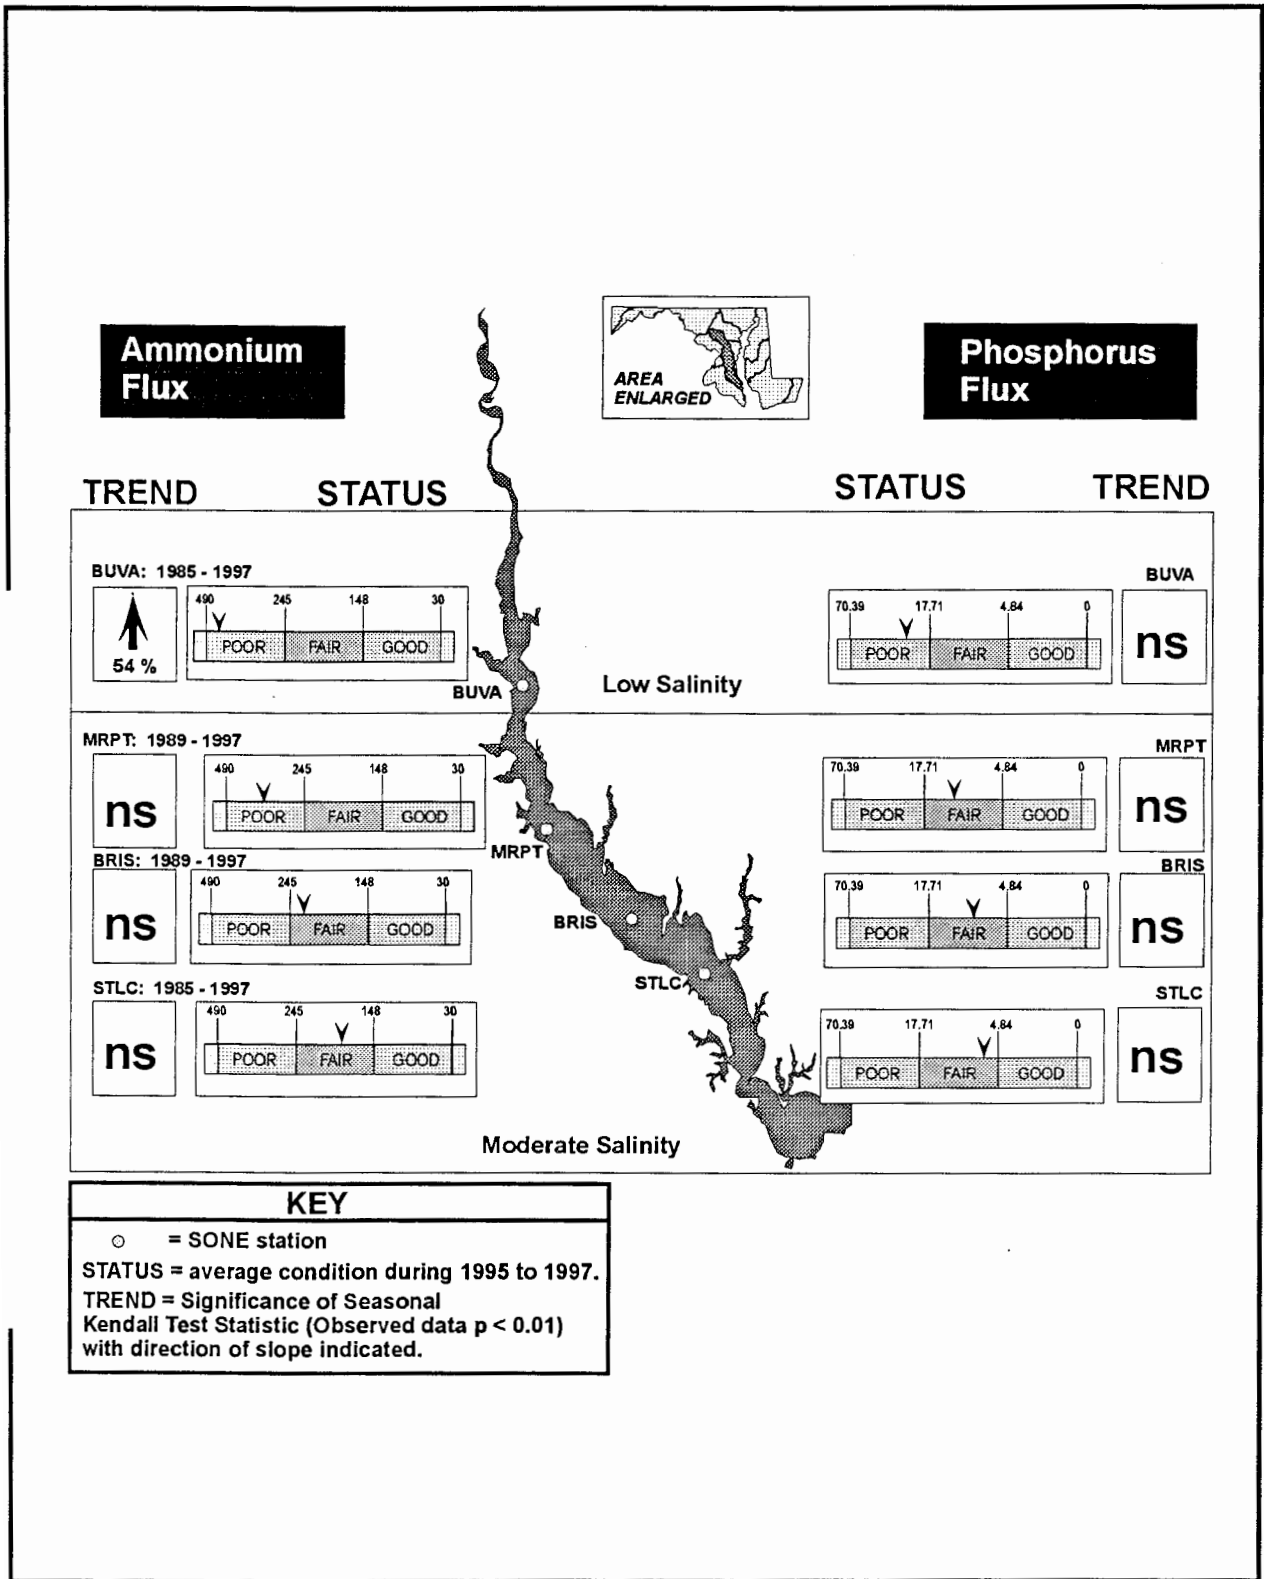 Ammonium
Flux
AREA
ENLARGED
Phosphorus
Flux
TREND STATUS
STATUS TREND
BUVA: 1985 - 1997
54 %
490 245 148 30
POOR FAIR GOOD
BUVA
70.39 17.71 4.84 0
POOR FAIR GOOD
ns
BUVA
Low Salinity
MRPT: 1989 - 1997
ns
490 245 148 30
POOR FAIR GOOD
MRPT
70.39 17.71 4.84 0
POOR FAIR GOOD
ns
MRPT
BRIS: 1989 - 1997
ns
490 245 148 30
POOR FAIR GOOD
BRIS
70.39 17.71 4.84 0
POOR FAIR GOOD
ns
BRIS
STLC
STLC: 1985 - 1997
ns
490 245 148 30
POOR FAIR GOOD
STLC
70.39 17.71 4.84 0
POOR FAIR GOOD
ns
Moderate Salinity
KEY
= SONE station
STATUS = average condition during 1995 to 1997.
TREND = Significance of Seasonal
Kendall Test Statistic (Observed data p < 0.01)
with direction of slope indicated.